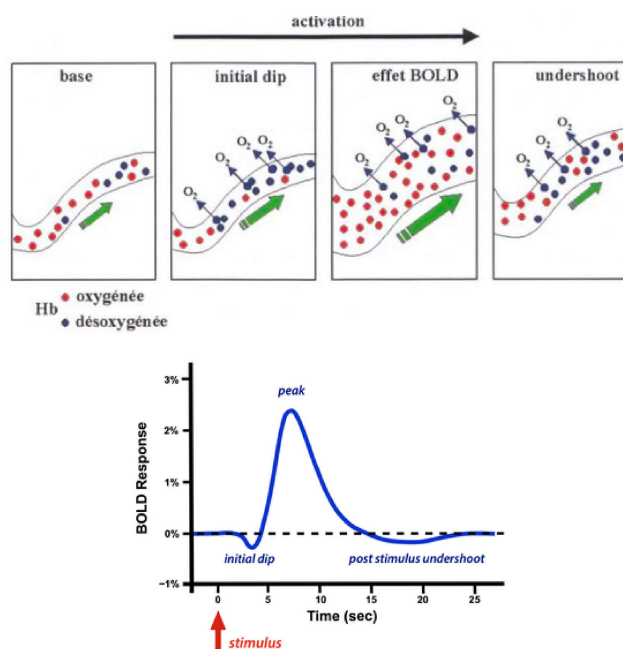 activation
base
initial dip
effet BOLD
undershoot
O2
O2
O2
O2
O2
O2
O2
O2
O2
O2
O2
Hb
oxygénée
désoxygénée
3%
2%
1%
0%
−1%
BOLD Response
peak
initial dip
post stimulus undershoot
0
5
10
15
20
25
Time (sec)
stimulus